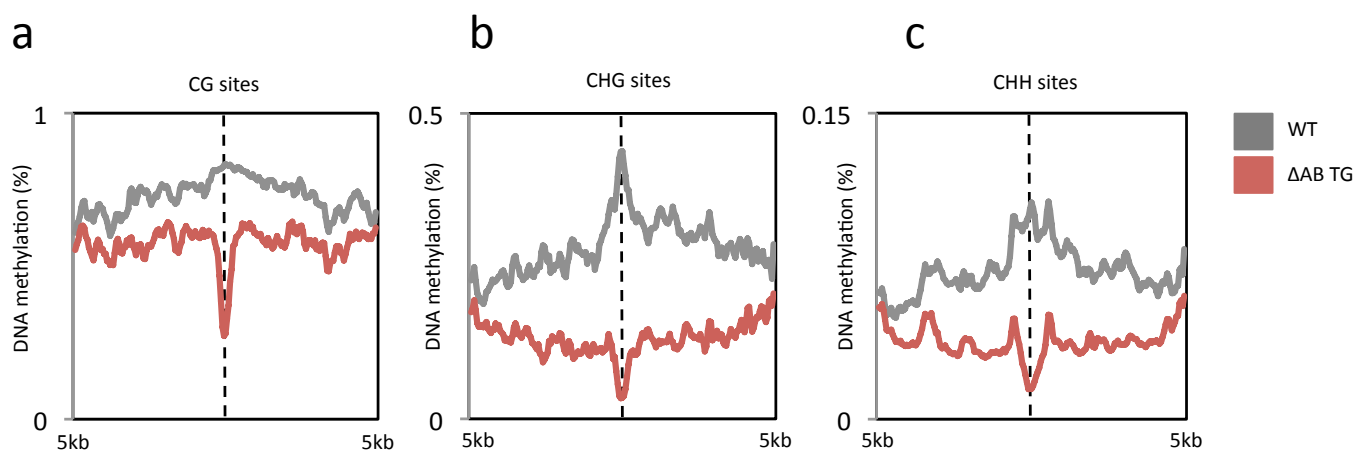 a
CG sites
1
DNA methylation (%)
0
5kb
5kb
b
CHG sites
0.5
DNA methylation (%)
0
5kb
5kb
c
CHH sites
0.15
DNA methylation (%)
0
5kb
5kb
WT
ΔAB TG